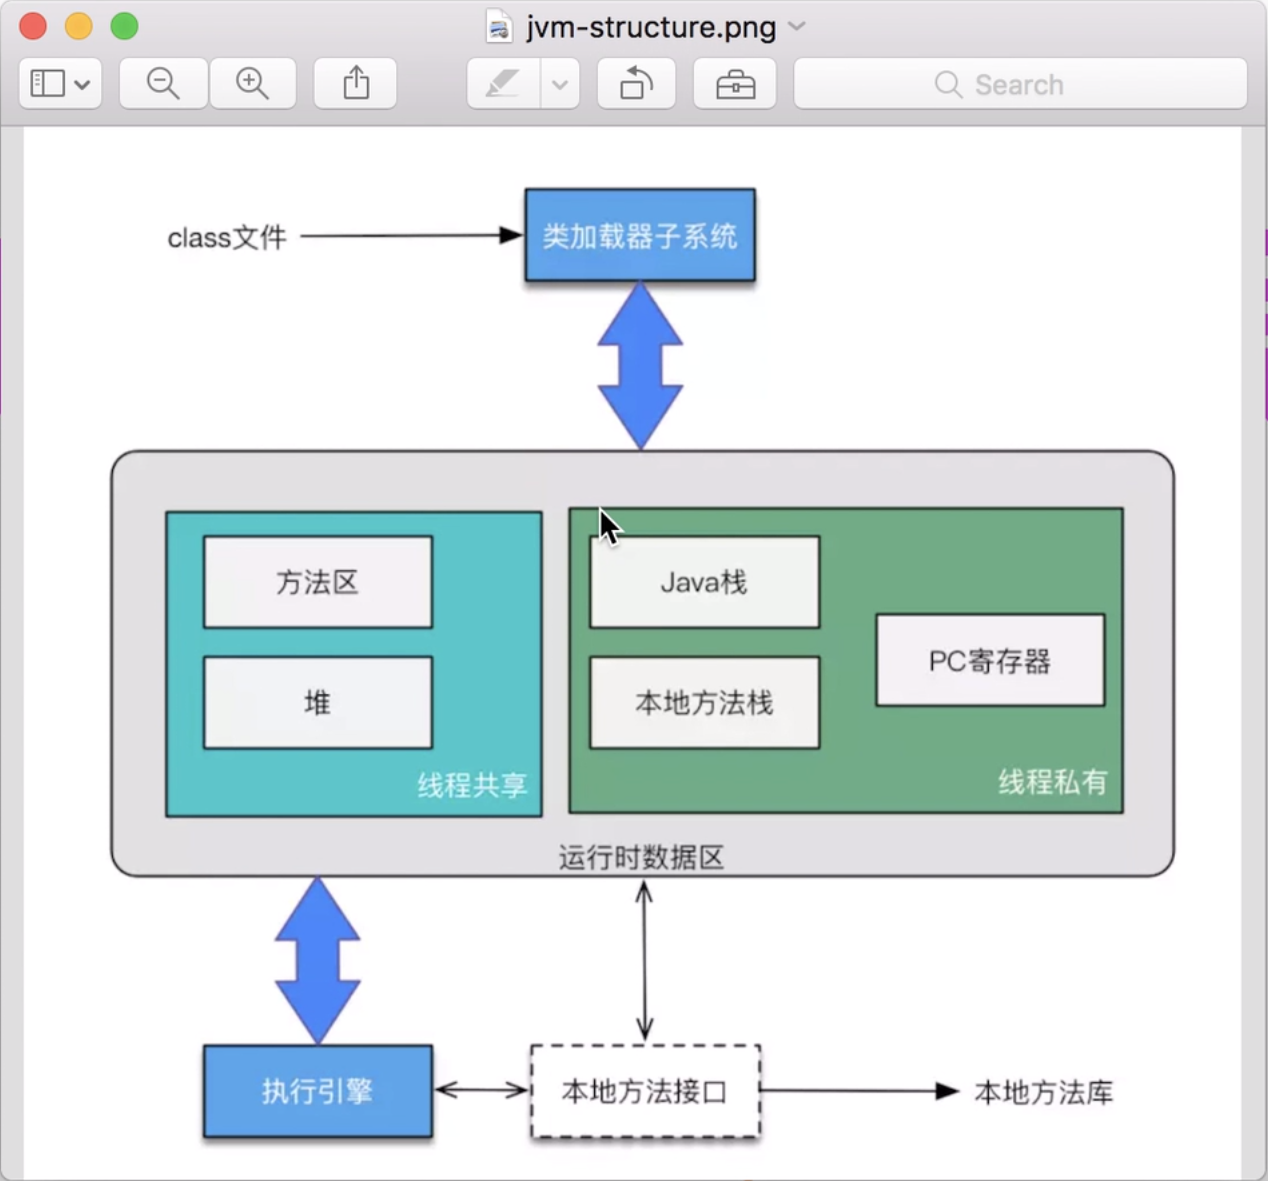 jvm-structure.png
Search
class文件
类加载器子系统
方法区
Java栈
PC寄存器
堆
本地方法栈
线程共享
线程私有
运行时数据区
执行引擎
本地方法接口
本地方法库